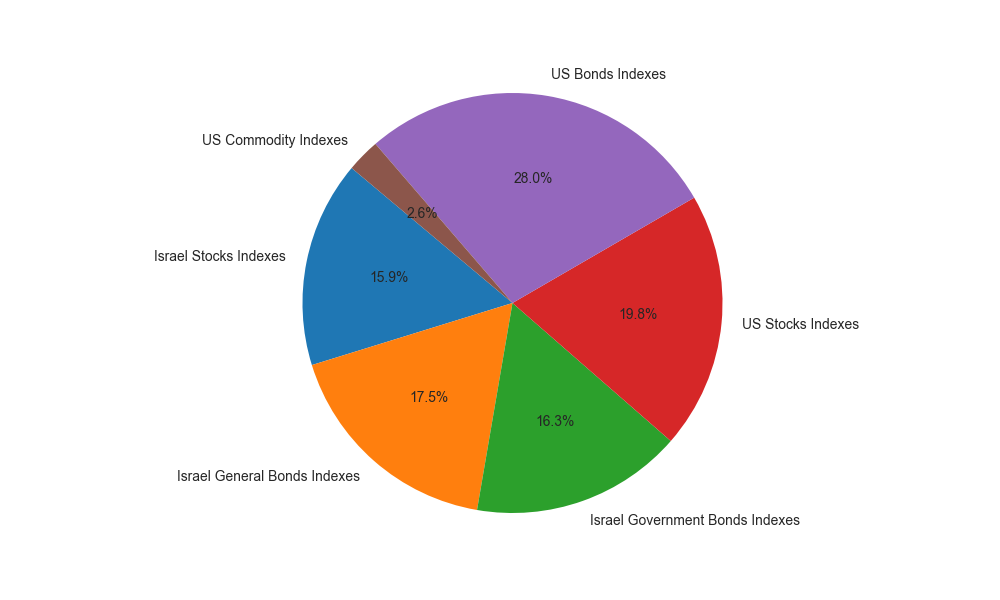 US Bonds Indexes
US Commodity Indexes
28.0%
2.6%
Israel Stocks Indexes
15.9%
19.8%
US Stocks Indexes
17.5%
16.3%
Israel General Bonds Indexes
Israel Government Bonds Indexes